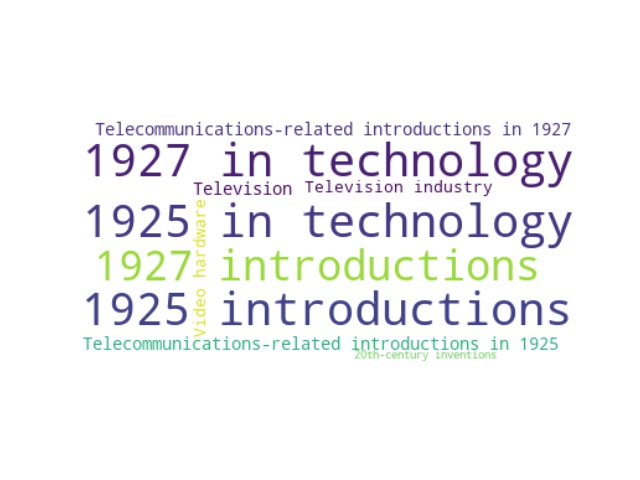 Telecommunications-related introductions in 1927
1927 in technology
Television
Television industry
1925 in technology
Video hardware
1927 introductions
1925 introductions
Telecommunications-related introductions in 1925
20th-century inventions